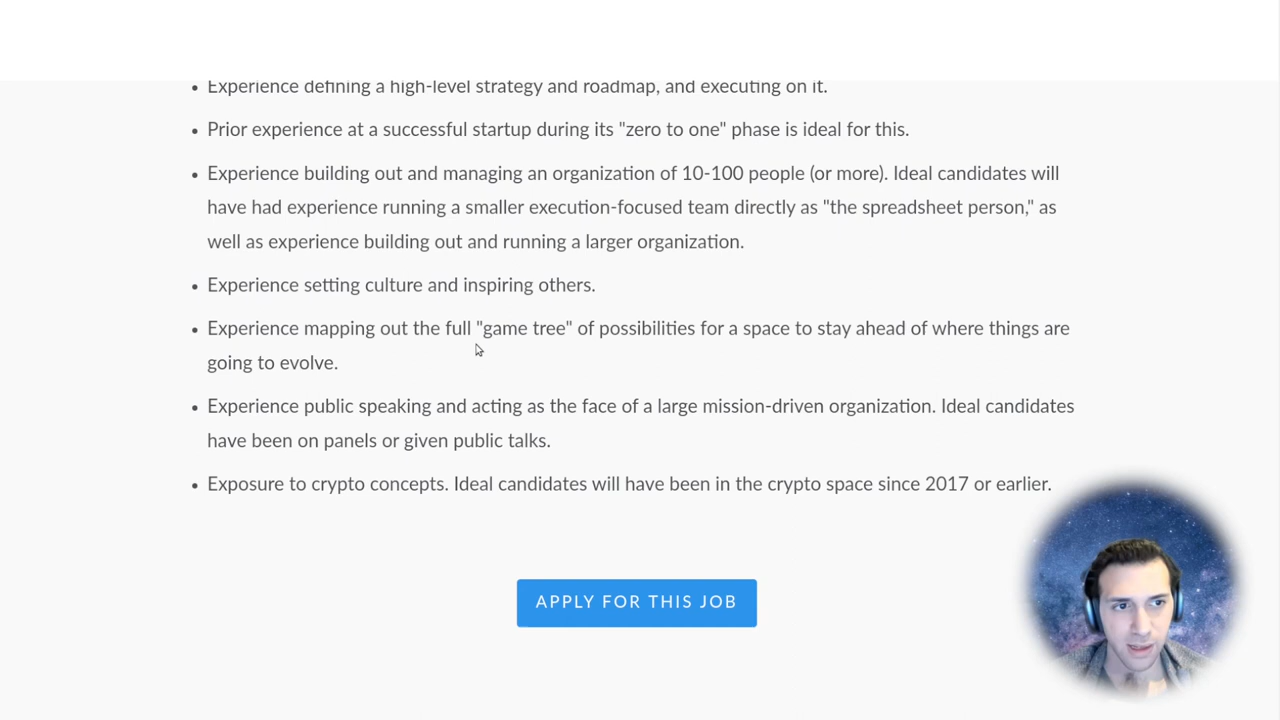 • Experience defining a high-level strategy and roadmap, and executing on it.
• Prior experience at a successful startup during its "zero to one" phase is ideal for this.
• Experience building out and managing an organization of 10-100 people (or more). Ideal candidates will
have had experience running a smaller execution-focused team directly as "the spreadsheet person," as
well as experience building out and running a larger organization.
• Experience setting culture and inspiring others.
• Experience mapping out the full "game tree" of possibilities for a space to stay ahead of where things are
going to evolve.
• Experience public speaking and acting as the face of a large mission-driven organization. Ideal candidates
have been on panels or given public talks.
• Exposure to crypto concepts. Ideal candidates will have been in the crypto space since 2017 or earlier.
APPLY FOR THIS JOB